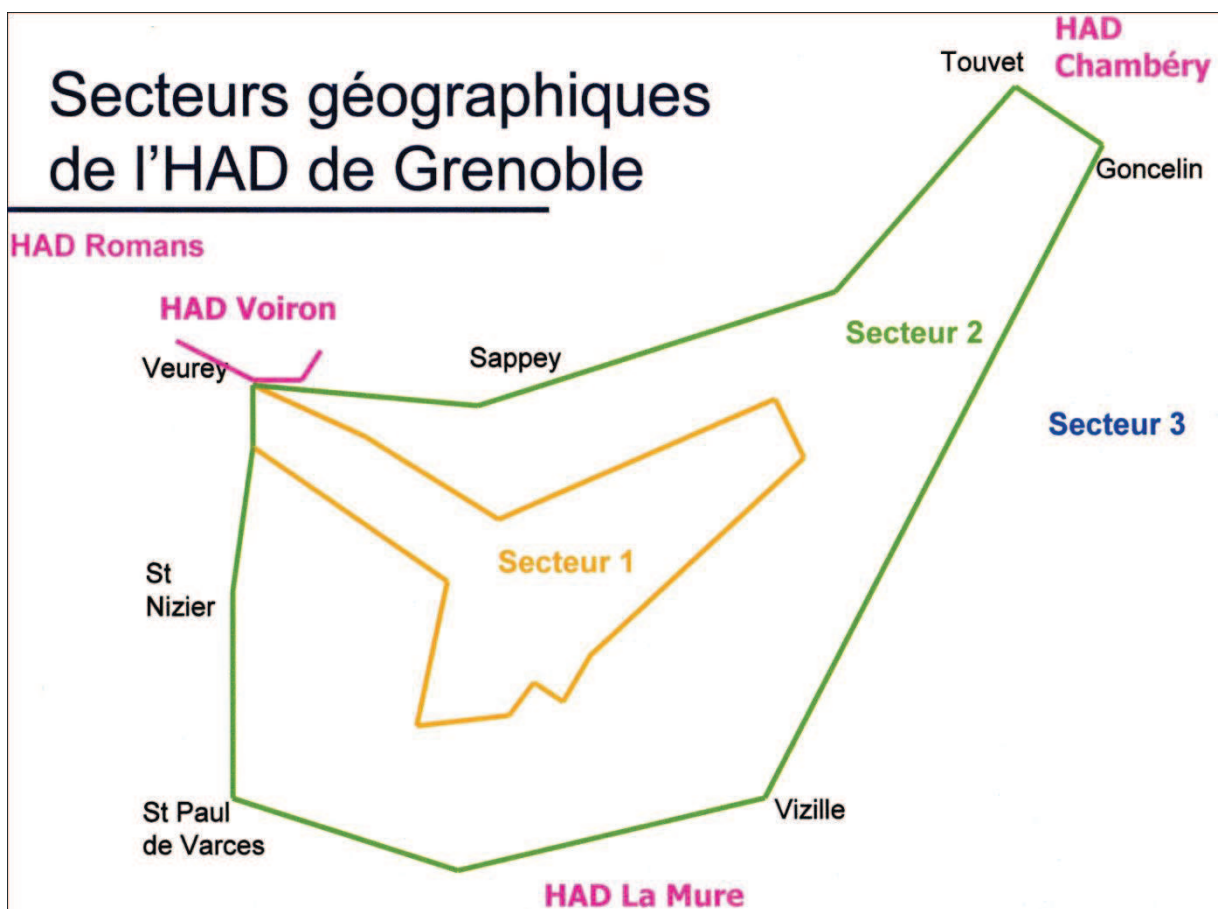 Secteurs géographiques
de l'HAD de Grenoble
HAD
Chambéry
Touvet
Goncelin
HAD Romans
HAD Voiron
Veurey
Sappey
Secteur 2
Secteur 3
Secteur 1
St
Nizier
St Paul
de Varces
Vizille
HAD La Mure